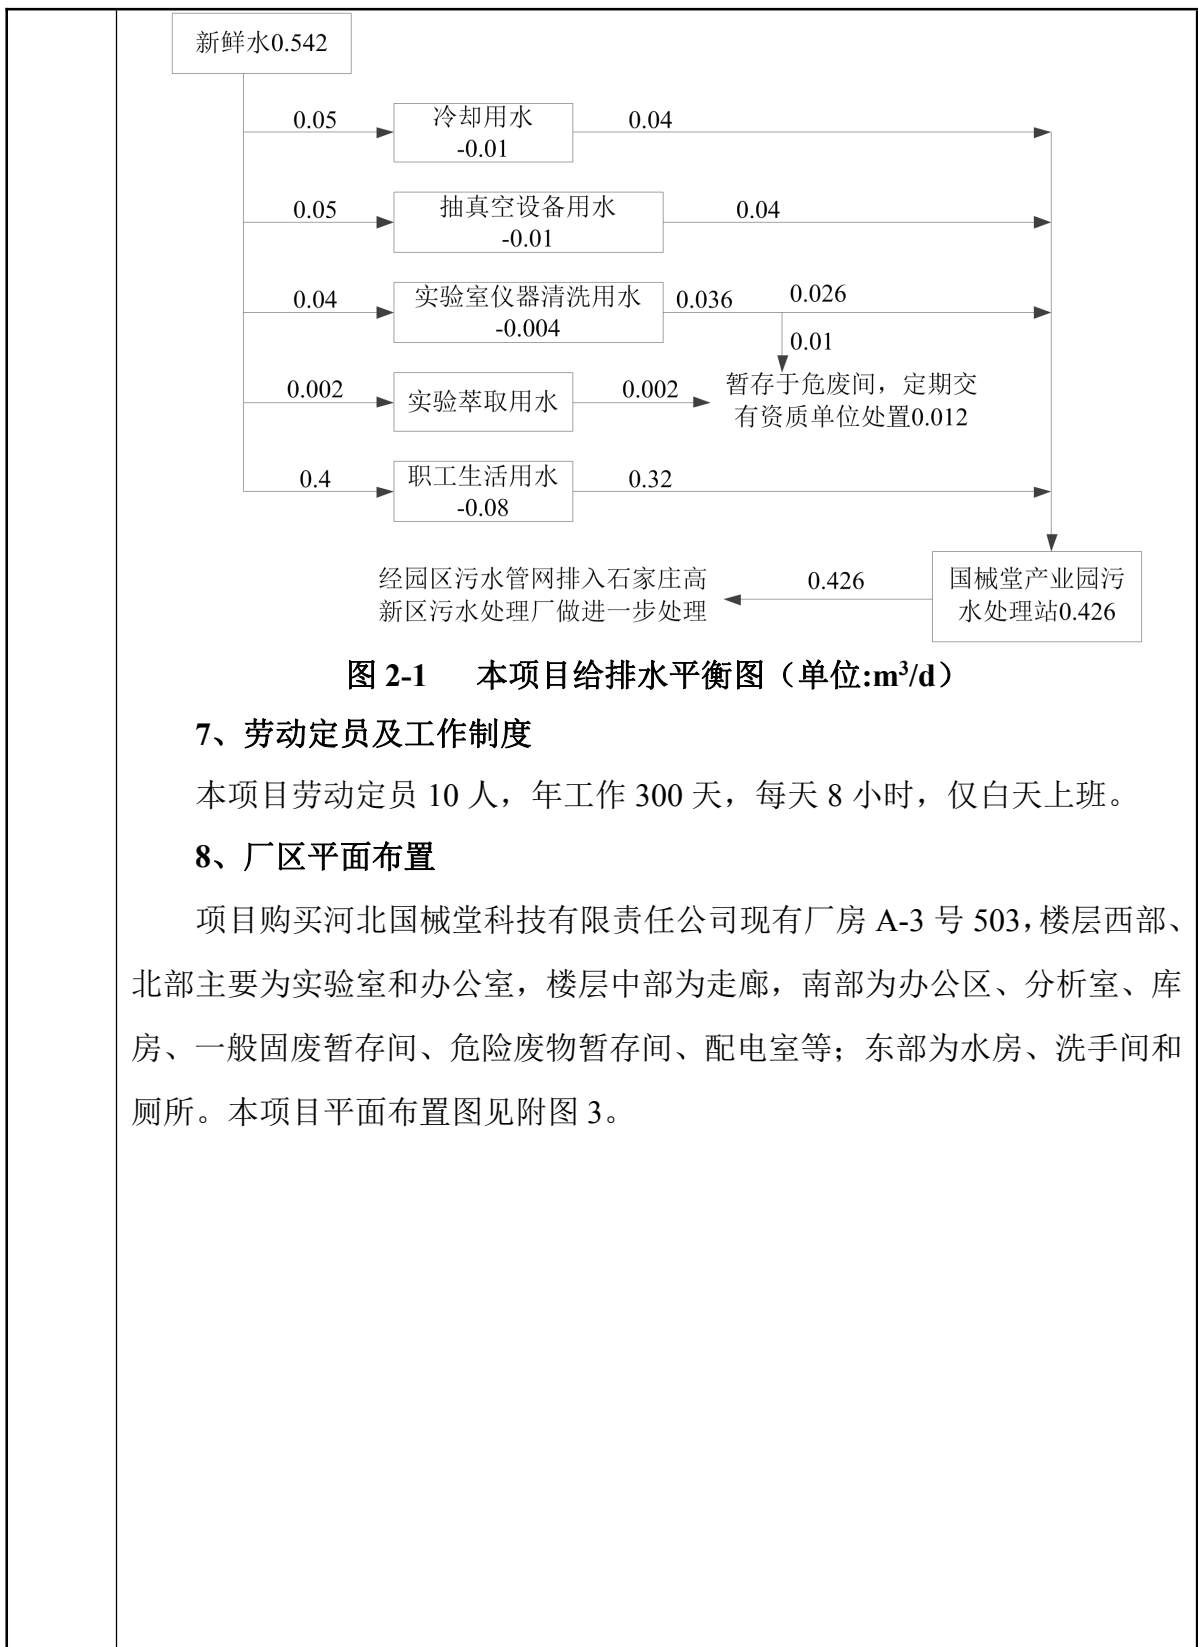 新鲜水0.542
0.05
冷却用水
-0.01
0.04
0.05
抽真空设备用水
-0.01
0.04
0.04
实验室仪器清洗用水
-0.004
0.036
0.026
0.01
0.002
实验萃取用水
0.002
暂存于危废间，定期交
有资质单位处置0.012
0.4
职工生活用水
-0.08
0.32
经园区污水管网排入石家庄高
新区污水处理厂做进一步处理
0.426
国械堂产业园污
水处理站0.426
图 2-1 本项目给排水平衡图（单位:m³/d）
7、劳动定员及工作制度
本项目劳动定员 10 人，年工作 300 天，每天 8 小时，仅白天上班。
8、厂区平面布置
项目购买河北国械堂科技有限责任公司现有厂房 A-3 号 503，楼层西部、
北部主要为实验室和办公室，楼层中部为走廊，南部为办公区、分析室、库
房、一般固废暂存间、危险废物暂存间、配电室等；东部为水房、洗手间和
厕所。本项目平面布置图见附图 3。